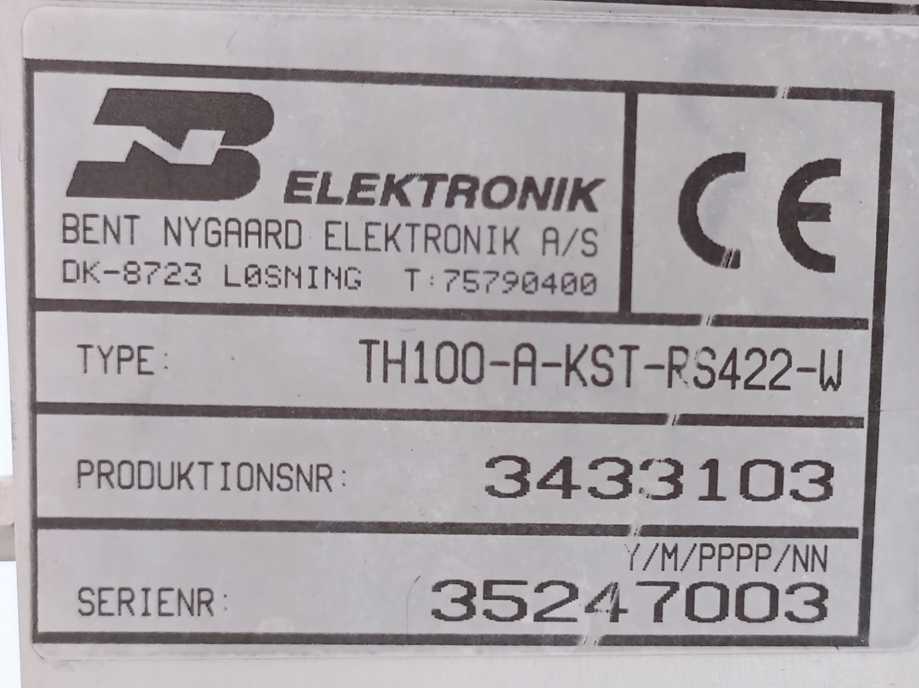 BN ELEKTRONIK
BENT NYGAARD ELEKTRONIK A/S
DK-8723 LØSNING T:75790400
CE
TYPE: TH100-A-KST-RS422-W
PRODUKTIONSNR: 3433103
Y/M/PPPP/NN
SERIENR: 35247003